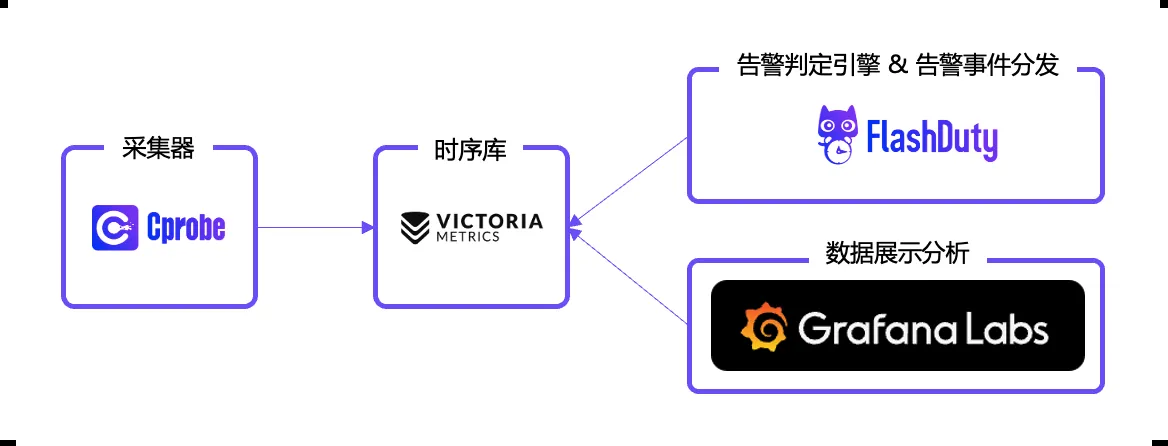 采集器
Cprobe
时序库
VICTORIA
METRICS
告警判定引擎 & 告警事件分发
FlashDuty
数据展示分析
Grafana Labs